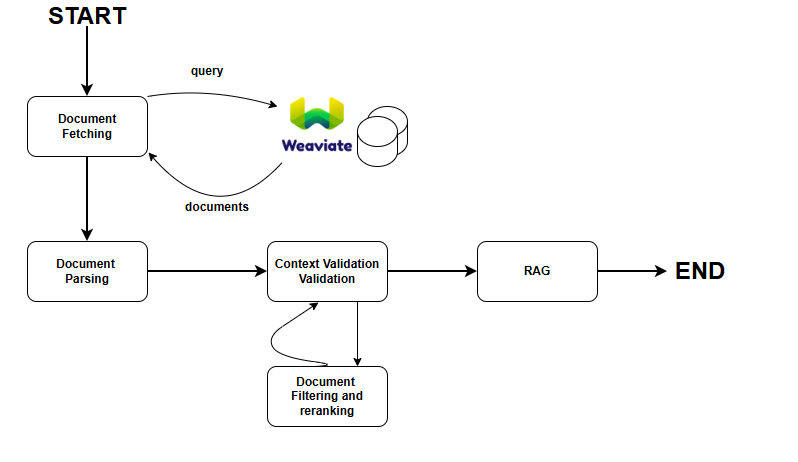 START
query
Document
Fetching
Weaviate
documents
Document
Parsing
Context Validation
Validation
RAG
END
Document
Filtering and
reranking